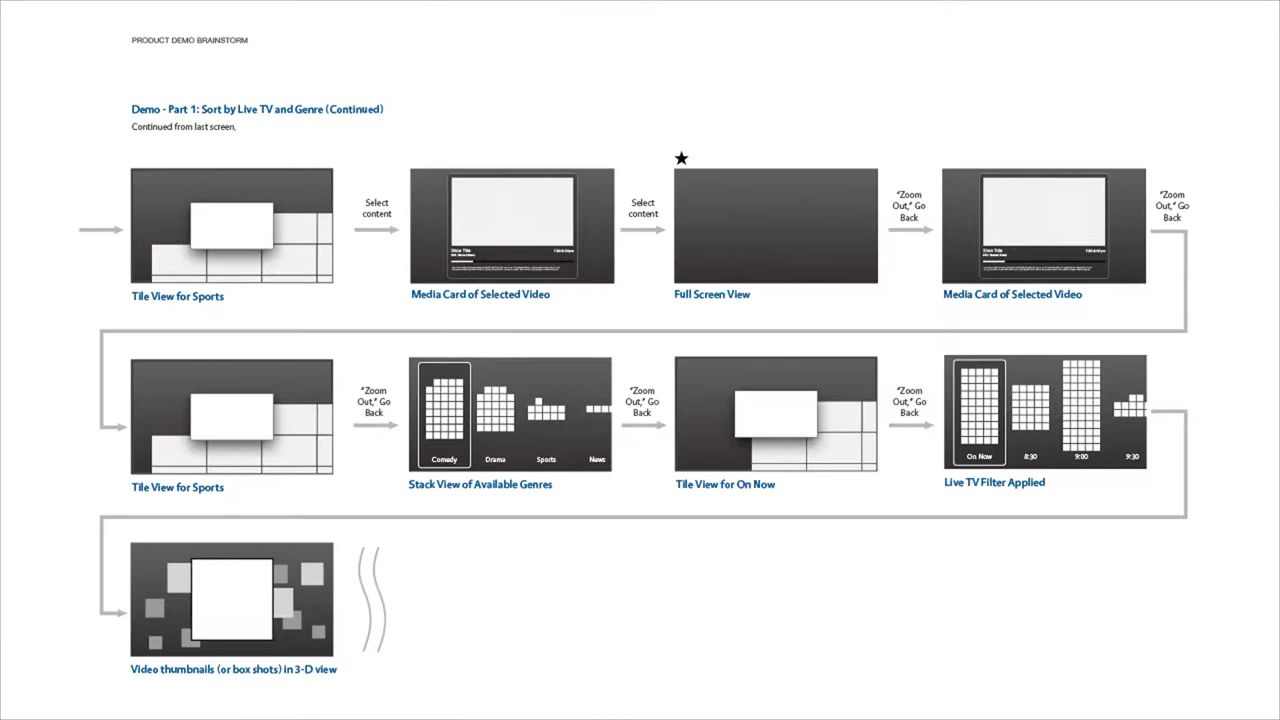 PRODUCT DEMO BRAINSTORM
Demo - Part 1: Sort by Live TV and Genre (Continued)
Continued from last screen.
Select
content
Select
content
"Zoom
Out," Go
Back
"Zoom
Out," Go
Back
Show Title
Show Title
Tile View for Sports
Media Card of Selected Video
Full Screen View
Media Card of Selected Video
"Zoom
Out," Go
Back
"Zoom
Out," Go
Back
"Zoom
Out," Go
Back
Comedy
Drama
Sports
News
On Now
8:30
9:00
9:30
Tile View for Sports
Stack View of Available Genres
Tile View for On Now
Live TV Filter Applied
Video thumbnails (or box shots) in 3-D view